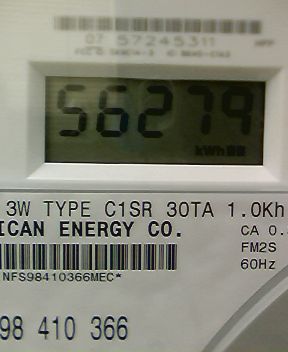 07 57245311
56279
kWh
3W TYPE C1SR 30TA 1.0Kh
ICAN ENERGY CO.
CA 0.
FM2S
60Hz
NFS98410366MEC*
98 410 366